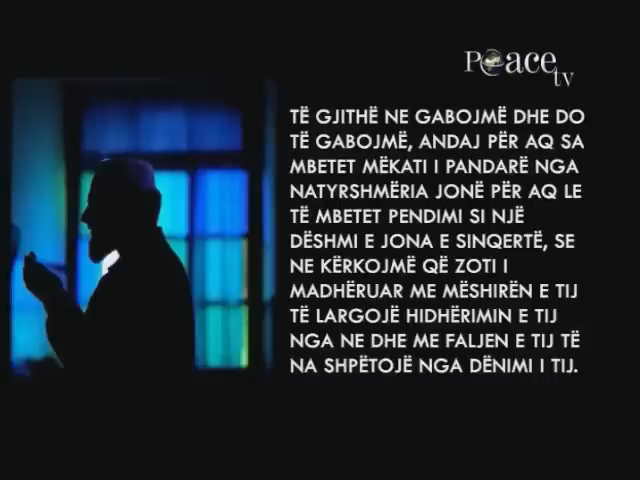 Peace tv
TË GJITHË NE GABOJMË DHE DO
TË GABOJMË, ANDAJ PËR AQ SA
MBETET MËKATI I PANDARË NGA
NATYRSHMËRIA JONË PËR AQ LE
TË MBETET PENDIMI SI NJË
DËSHMI E JONA E SINQERTË, SE
NE KËRKOJMË QË ZOTI I
MADHËRUAR ME MËSHIRËN E TIJ
TË LARGOJË HIDHËRIMIN E TIJ
NGA NE DHE ME FALJEN E TIJ TË
NA SHPËTOJË NGA DËNIMI I TIJ.